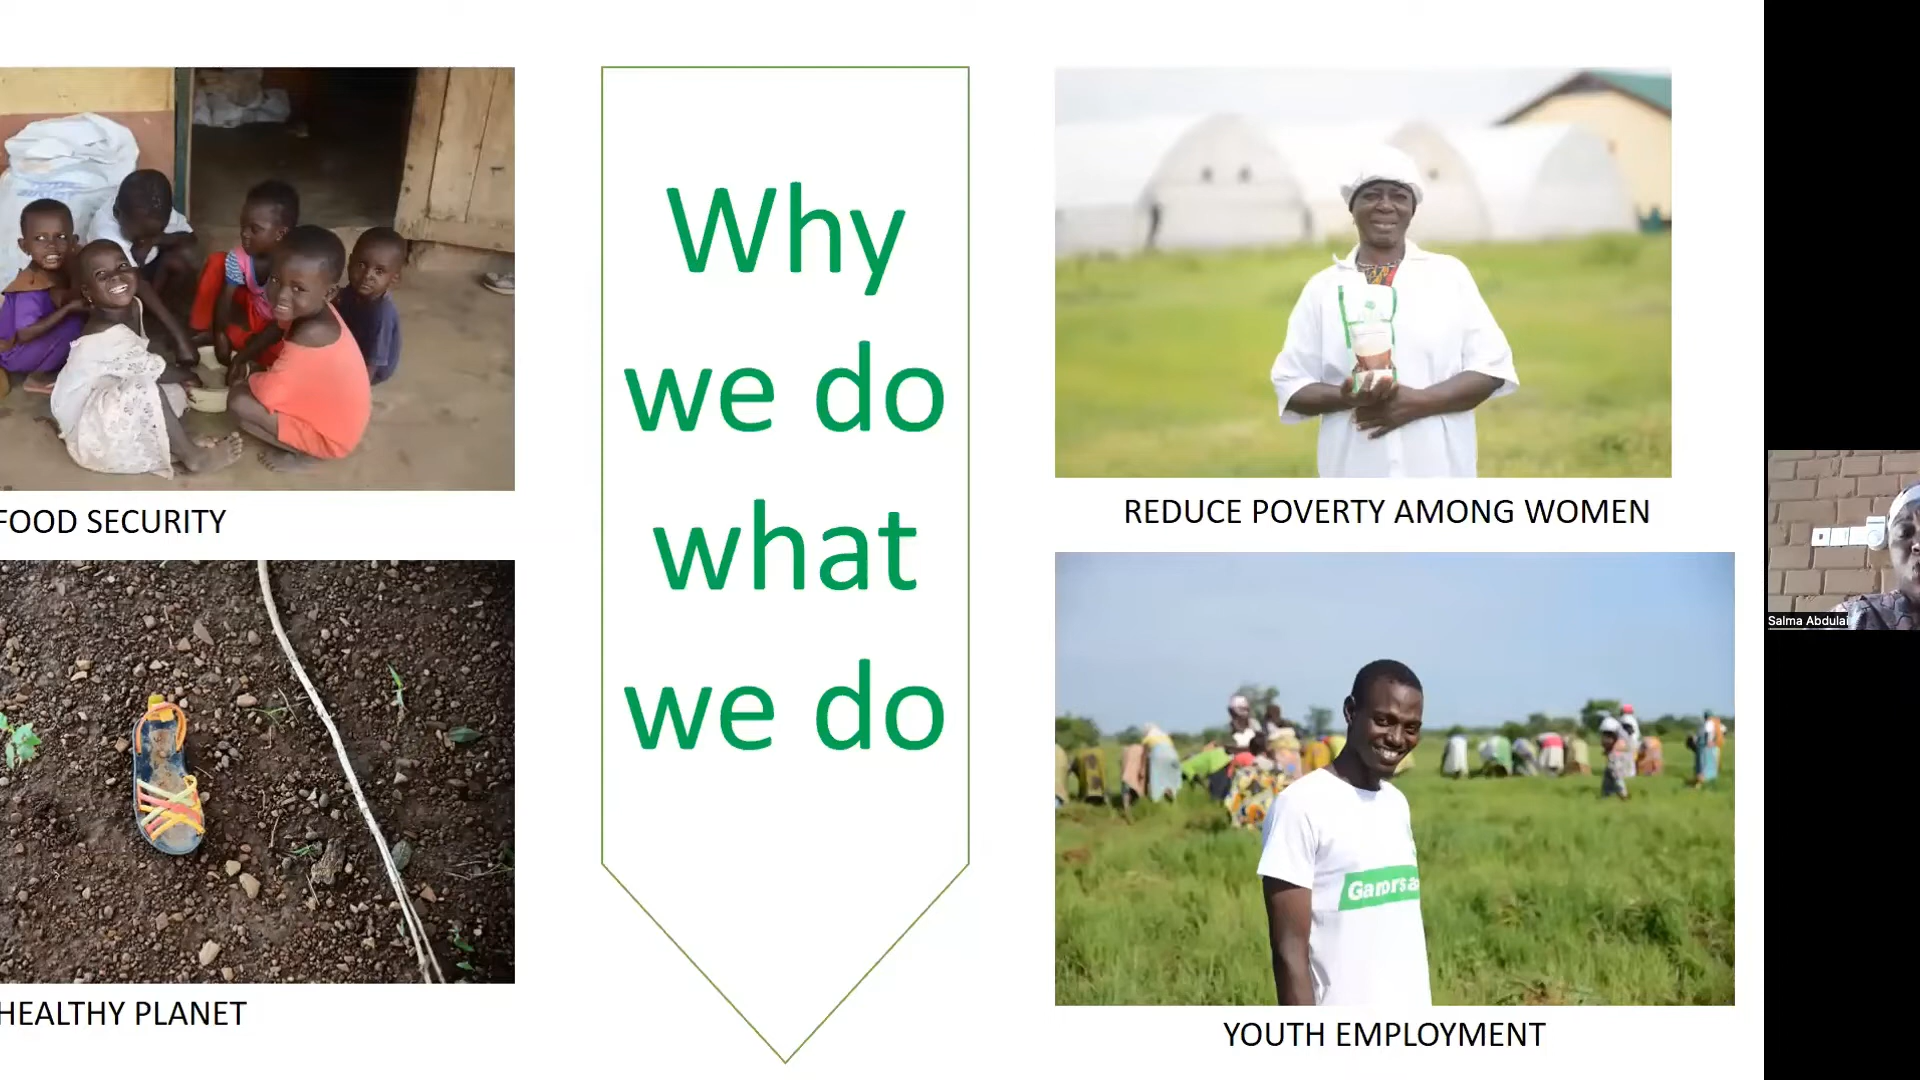 Why
we do
what
we do
FOOD SECURITY
REDUCE POVERTY AMONG WOMEN
HEALTHY PLANET
YOUTH EMPLOYMENT
Salma Abdulai